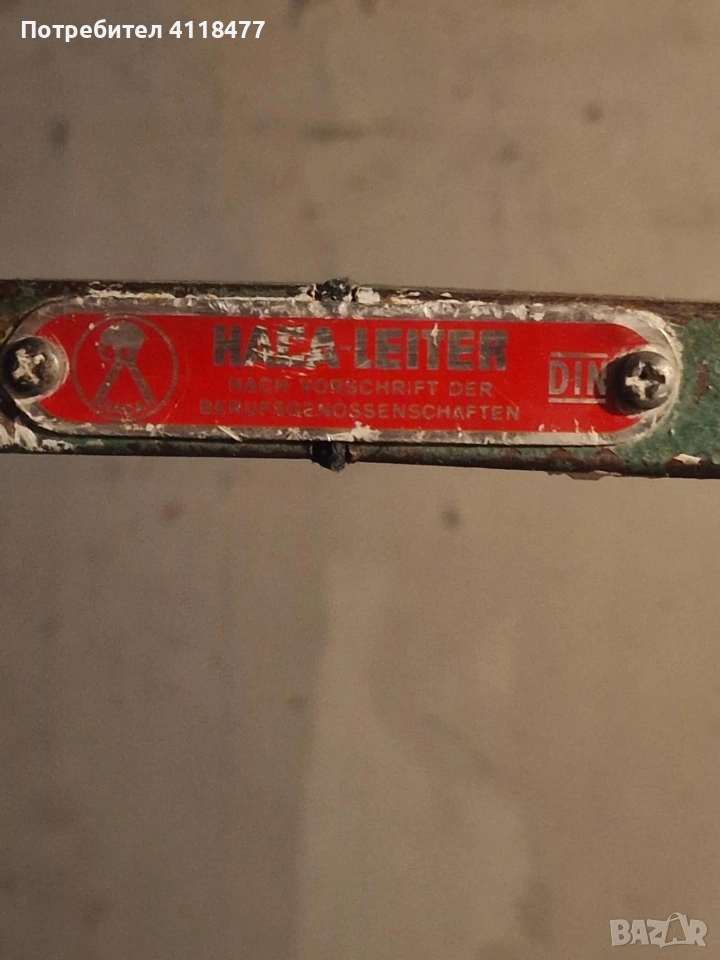 Потребител 4118477
HACA-LEITER
NACH VORSCHRIFT DER
BERUFSGENOSSENSCHAFTEN
DIN
BAZAR